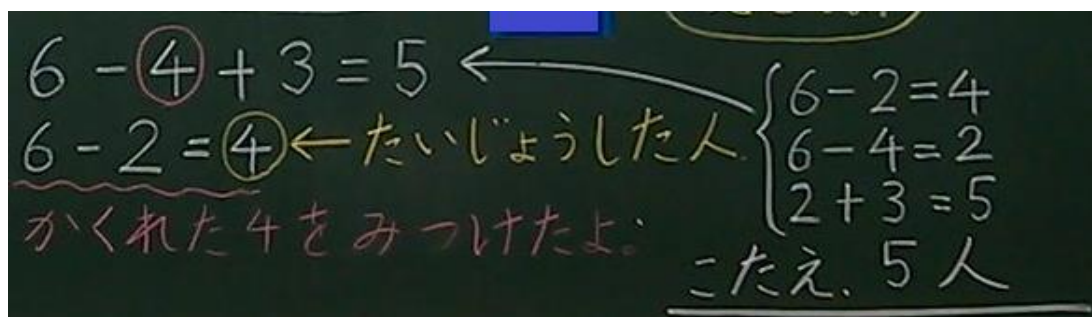 6-4+3=5
6-2=4←たいじょうした人
かくれた4をみつけたよ。
6-2=4
6-4=2
2+3=5
こたえ、5人